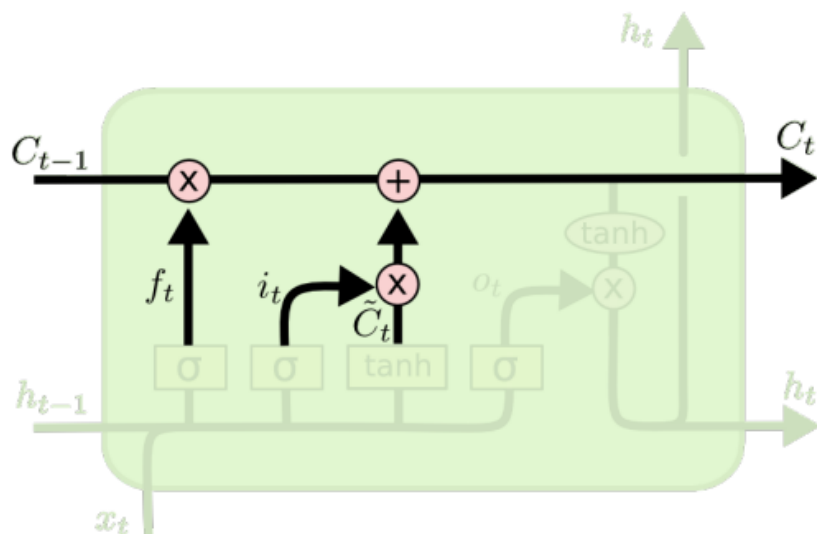 h_t
C_{t-1} C_t
x +
tanh
f_t i_t x o_t x
C̃_t
σ σ tanh σ
h_{t-1} h_t
x_t